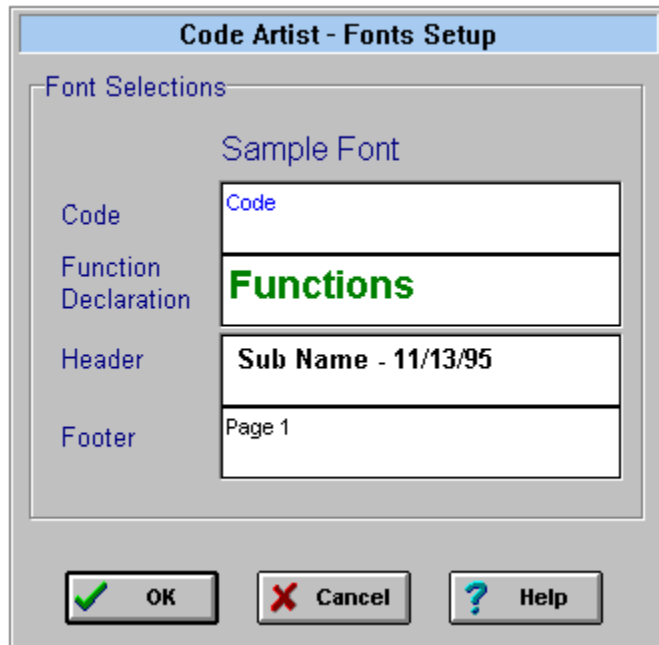 Code Artist - Fonts Setup
Font Selections
Sample Font
Code
Code
Function
Declaration
Functions
Header
Sub Name - 11/13/95
Footer
Page 1
OK
Cancel
Help